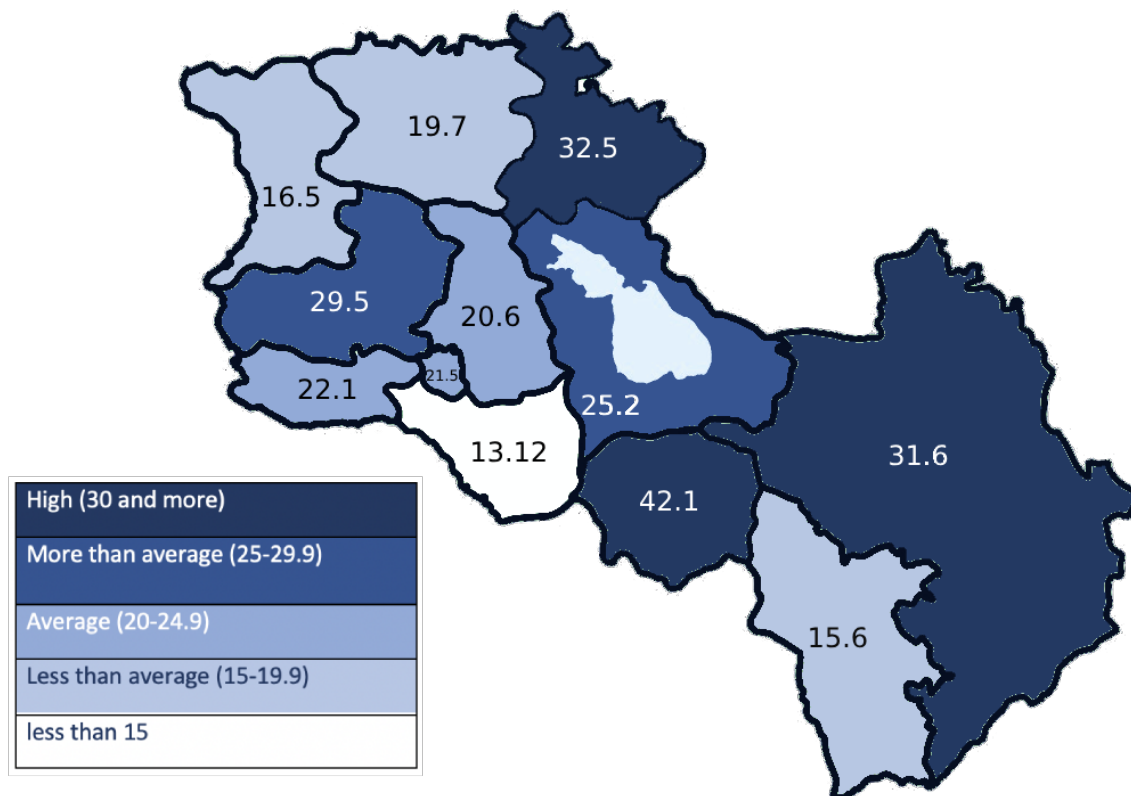 19.7
32.5
16.5
29.5
20.6
21.5
22.1
25.2
13.12
31.6
42.1
15.6
High (30 and more)
More than average (25-29.9)
Average (20-24.9)
Less than average (15-19.9)
less than 15